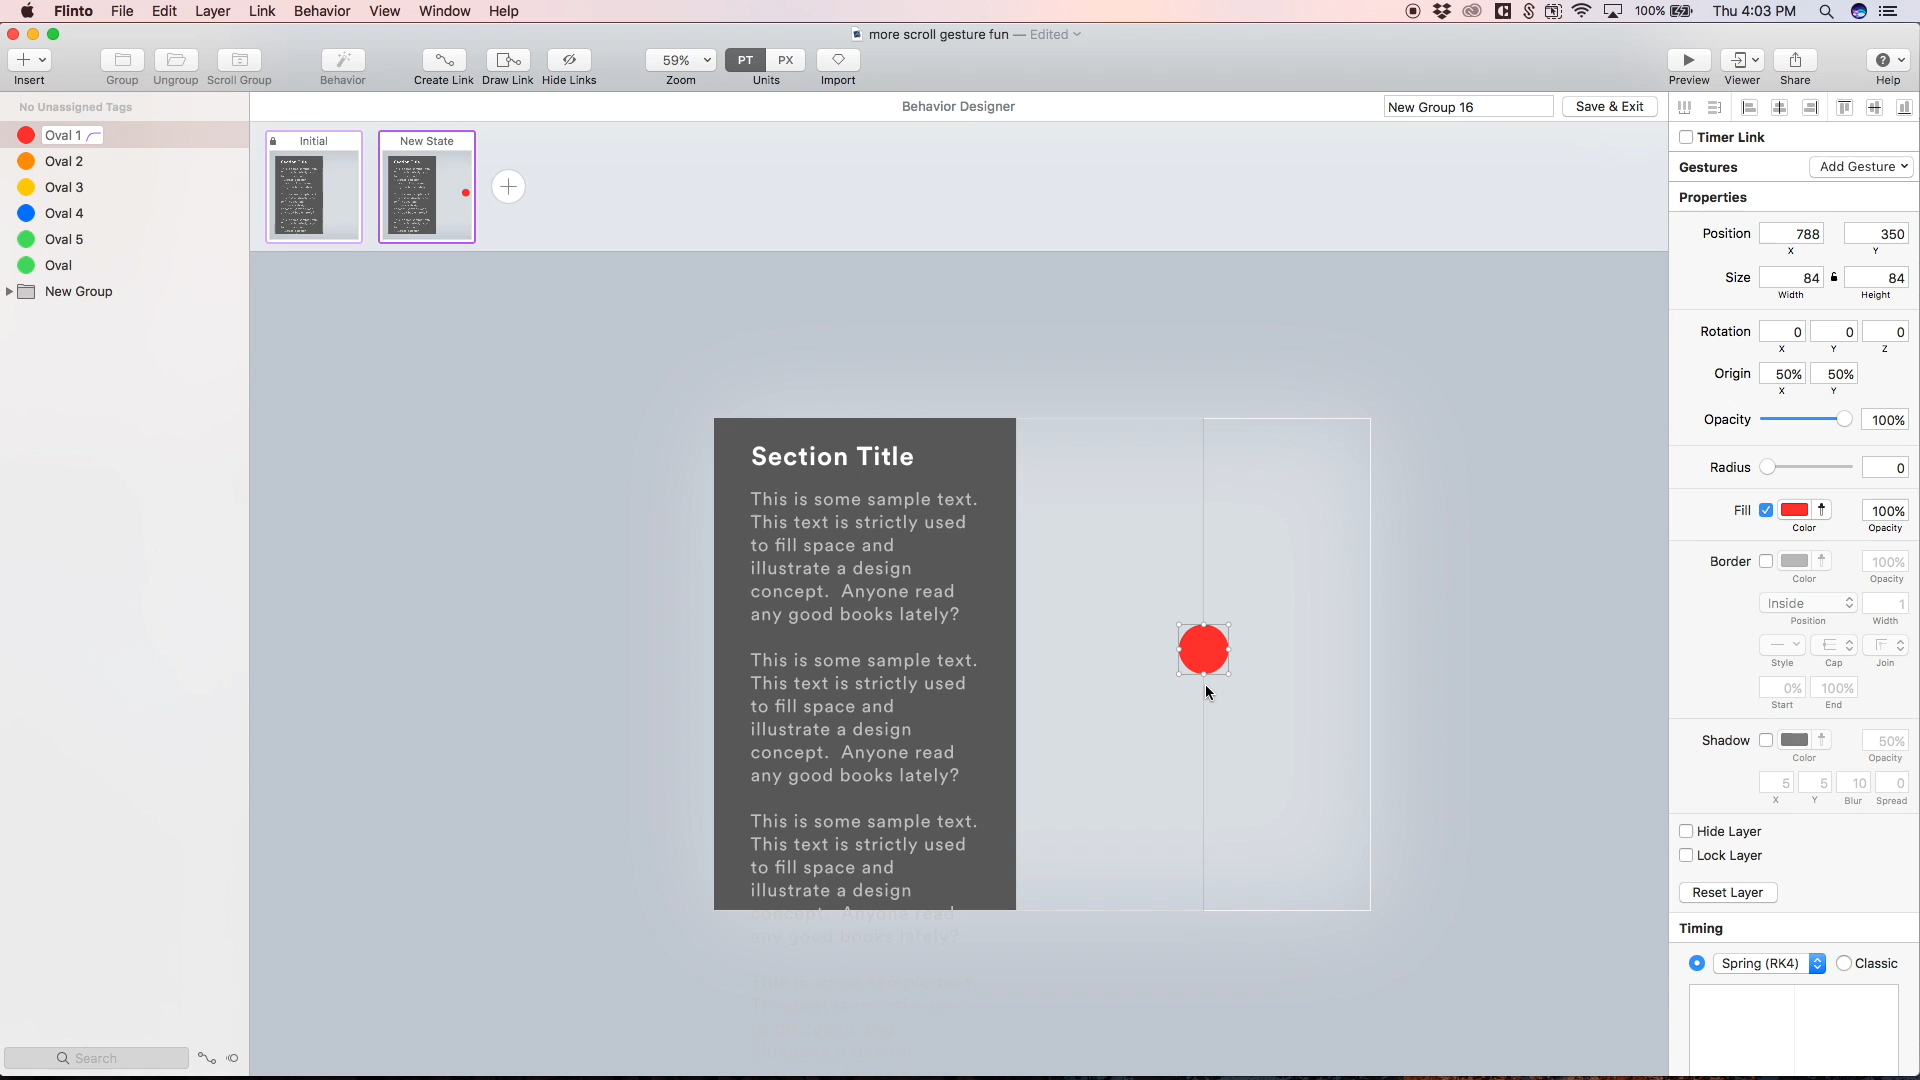 Flinto File Edit Layer Link Behavior View Window Help 100% Thu 4:03 PM
more scroll gesture fun — Edited
59% PT PX
Insert Group Ungroup Scroll Group Behavior Create Link Draw Link Hide Links Zoom Units Import Preview Viewer Share Help
No Unassigned Tags
Behavior Designer
New Group 16
Save & Exit
Oval 1
Oval 2
Oval 3
Oval 4
Oval 5
Oval
New Group
Search
Initial
New State
Section Title
This is some sample text.
This text is strictly used
to fill space and
illustrate a design
concept. Anyone read
any good books lately?
This is some sample text.
This text is strictly used
to fill space and
illustrate a design
concept. Anyone read
any good books lately?
This is some sample text.
This text is strictly used
to fill space and
illustrate a design
concept. Anyone read
any good books lately?
Timer Link
Gestures Add Gesture
Properties
Position 788 350
X Y
Size 84 84
Width Height
Rotation 0 0 0
X Y Z
Origin 50% 50%
X Y
Opacity 100%
Radius 0
Fill 100%
Color Opacity
Border 100%
Color Opacity
Inside 1
Position Width
Style Cap Join
0% 100%
Start End
Shadow 50%
Color Opacity
5 5 10 0
X Y Blur Spread
Hide Layer
Lock Layer
Reset Layer
Timing
Spring (RK4) Classic